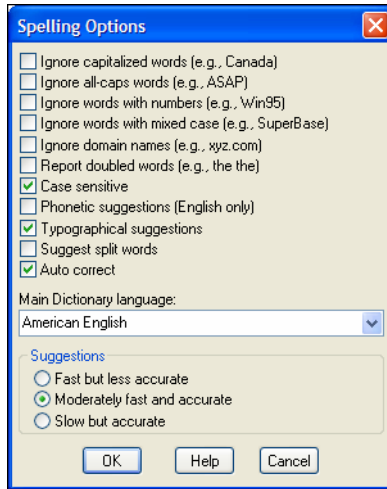 Spelling Options
Ignore capitalized words (e.g., Canada)
Ignore all-caps words (e.g., ASAP)
Ignore words with numbers (e.g., Win95)
Ignore words with mixed case (e.g., SuperBase)
Ignore domain names (e.g., xyz.com)
Report doubled words (e.g., the the)
Case sensitive
Phonetic suggestions (English only)
Typographical suggestions
Suggest split words
Auto correct
Main Dictionary language:
American English
Suggestions
Fast but less accurate
Moderately fast and accurate
Slow but accurate
OK Help Cancel